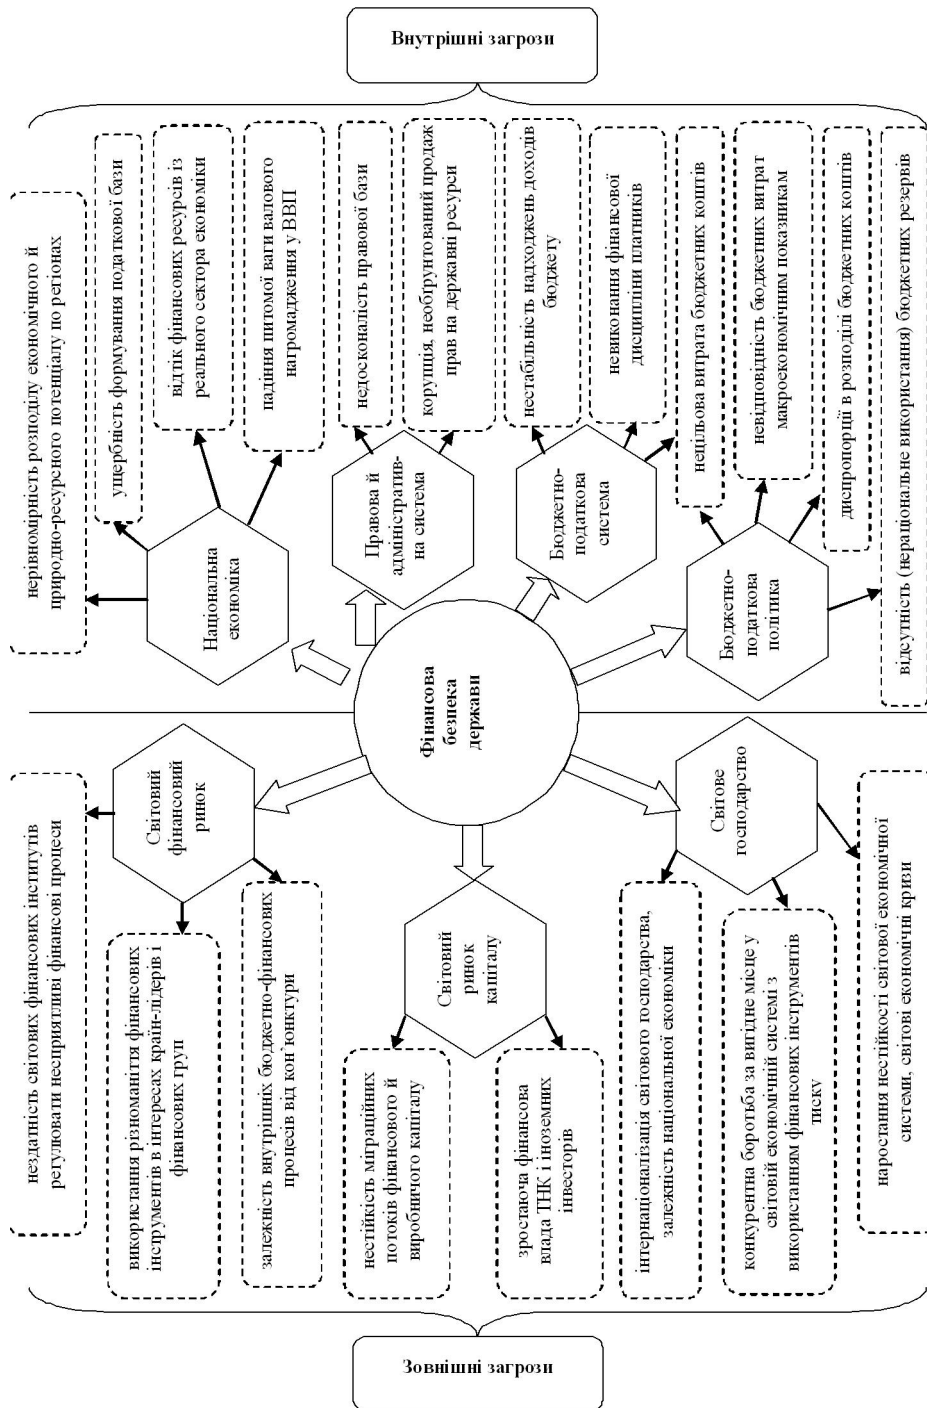 Внутрішні загрози
нерівномірність розподілу економічного й
природно-ресурсного потенціалу по регіонах
ущербність формування податкової бази
відтік фінансових ресурсів із
реального сектора економіки
падіння питомої ваги валового
нагромадження у ВВП
недосконалість правової бази
корупція, необґрунтований продаж
прав на державні ресурси
нестабільність надходжень доходів
бюджету
невиконання фінансової
дисципліни платників
нецільова витрата бюджетних коштів
невідповідність бюджетних витрат
макроекономічним показникам
диспропорції в розподілі бюджетних коштів
відсутність (нераціональне використання) бюджетних резервів
Національна
економіка
Правова й
адміністратив-
на система
Бюджетно-
податкова
система
Бюджетно-
податкова
політика
Фінансова
безпека
держави
Світовий
фінансовий
ринок
Світовий
ринок
капіталу
Світове
господарство
нездатність світових фінансових інститутів
регулювати несприятливі фінансові процеси
використання різноманіття фінансових
інструментів в інтересах країн-лідерів і
фінансових груп
залежність внутрішніх бюджетно-фінансових
процесів від кон'юнктури
нестійкість міграційних
потоків фінансового й
виробничого капіталу
зростаюча фінансова
влада ТНК і іноземних
інвесторів
інтернаціоналізація світового господарства,
залежність національної економіки
конкурентна боротьба за вигідне місце у
світовій економічній системі з
використанням фінансових інструментів
тиску
наростання нестійкості світової економічної
системи, світові економічні кризи
Зовнішні загрози